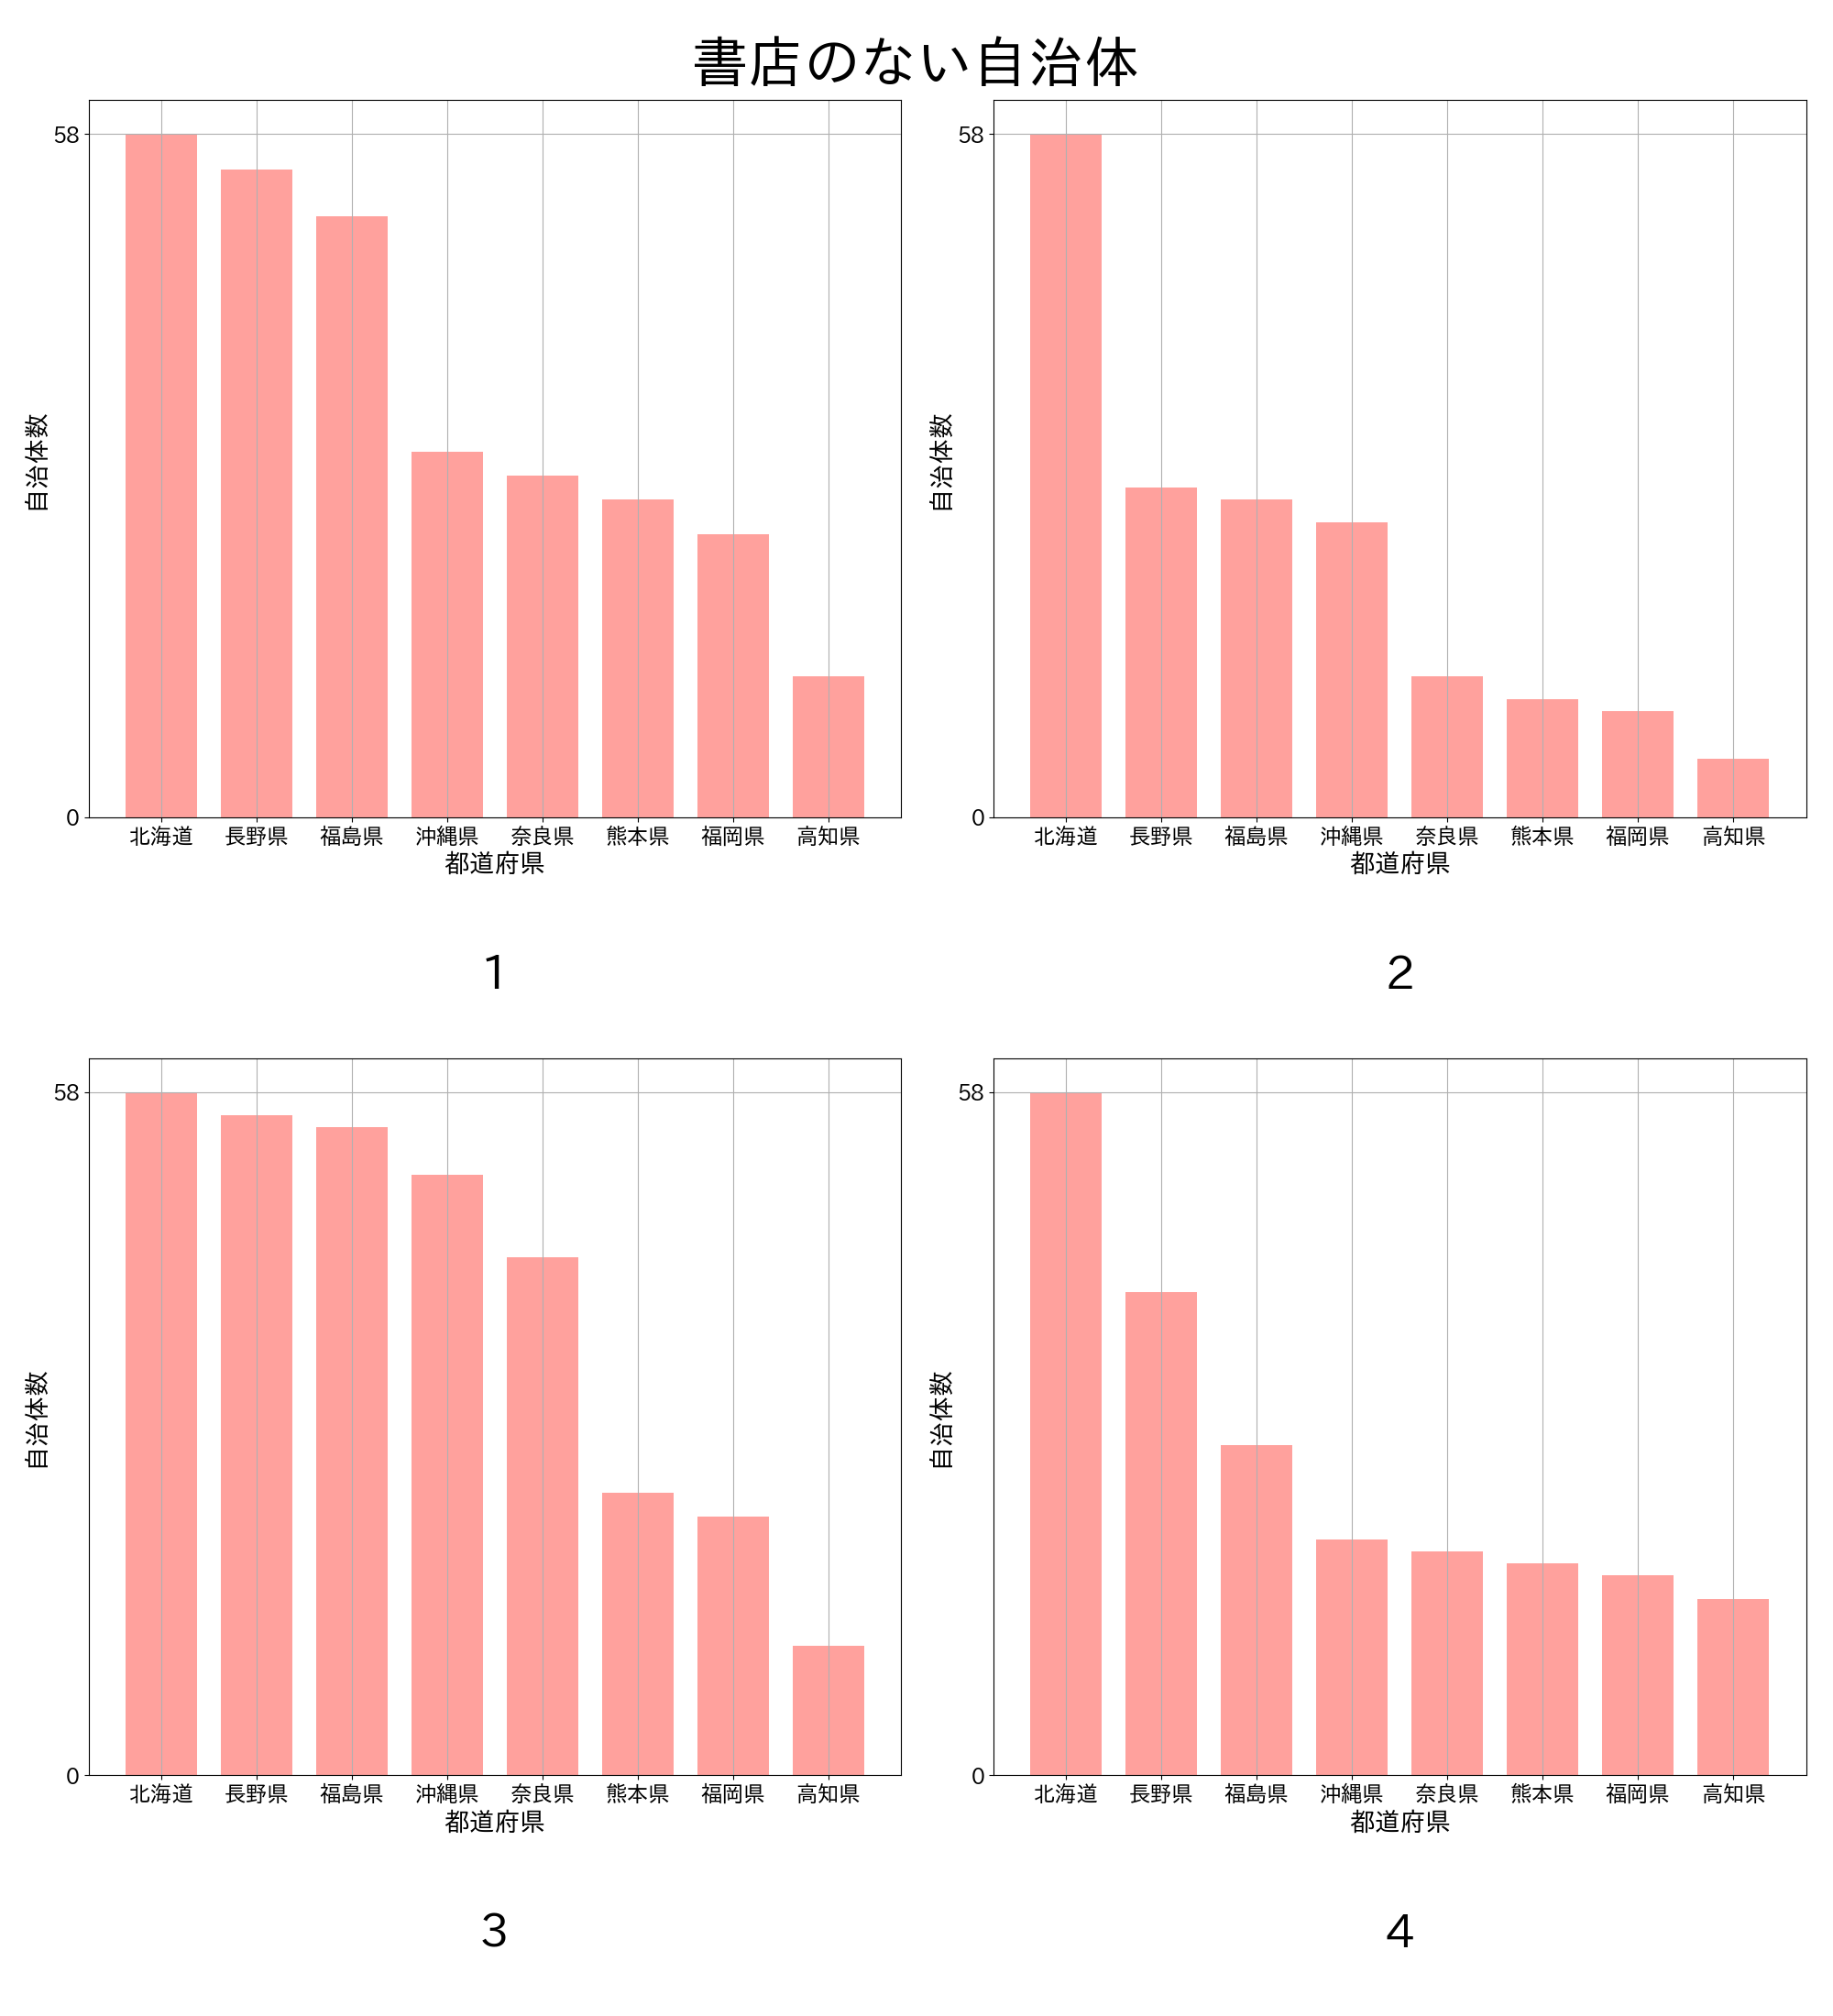 書店のない自治体
58
0
自治体数
北海道 長野県 福島県 沖縄県 奈良県 熊本県 福岡県 高知県
都道府県
1
58
0
自治体数
北海道 長野県 福島県 沖縄県 奈良県 熊本県 福岡県 高知県
都道府県
2
58
0
自治体数
北海道 長野県 福島県 沖縄県 奈良県 熊本県 福岡県 高知県
都道府県
3
58
0
自治体数
北海道 長野県 福島県 沖縄県 奈良県 熊本県 福岡県 高知県
都道府県
4